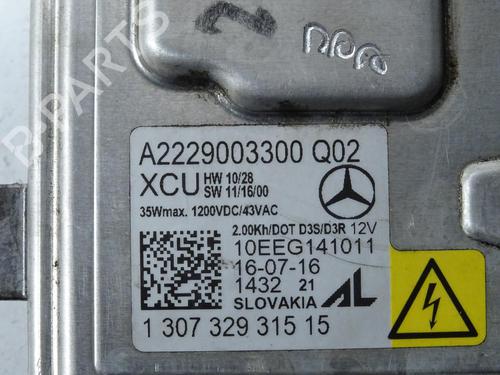 B-PARTS
2
A2229003300 Q02
XCU HW 10/28
SW 11/16/00
35Wmax. 1200VDC/43VAC
2.00Kh/DOT D3S/D3R 12V
10EEG141011
16-07-16
1432 21
SLOVAKIA AL
1 307 329 315 15